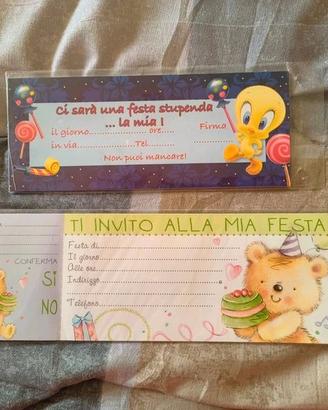 Ci sarà una festa stupenda
... la mia !
il giorno................ ore.....  Firma
in via................Tel............ ............
Non puoi mancare!
TI INVITO ALLA MIA FESTA
CONFERMA
SI
NO
Festa di..............................
Il giorno..............................
Alle ore..............................
Indirizzo..............................
Telefono..............................